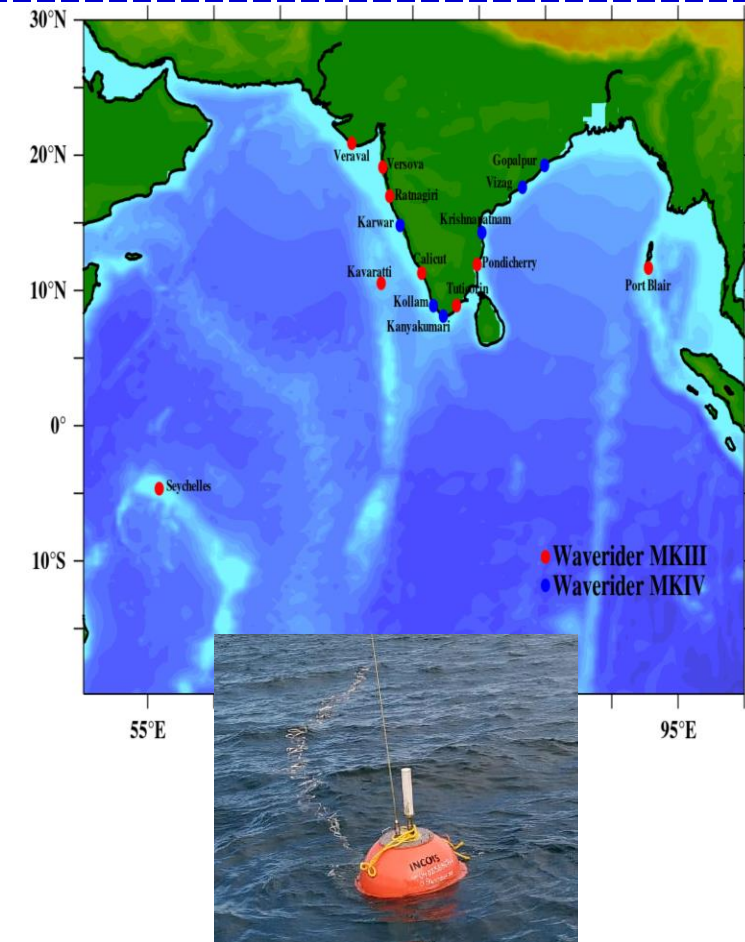 30°N
20°N
10°N
0°
10°S
Veraval
Versova
Ratnagiri
Karwar
Calicut
Kavaratti
Kollam
Kanyakumari
Tuticorin
Gopalpur
Vizag
Krishnapatnam
Pondicherry
Port Blair
Seychelles
Waverider MKIII
Waverider MKIV
55°E
95°E
INCOIS